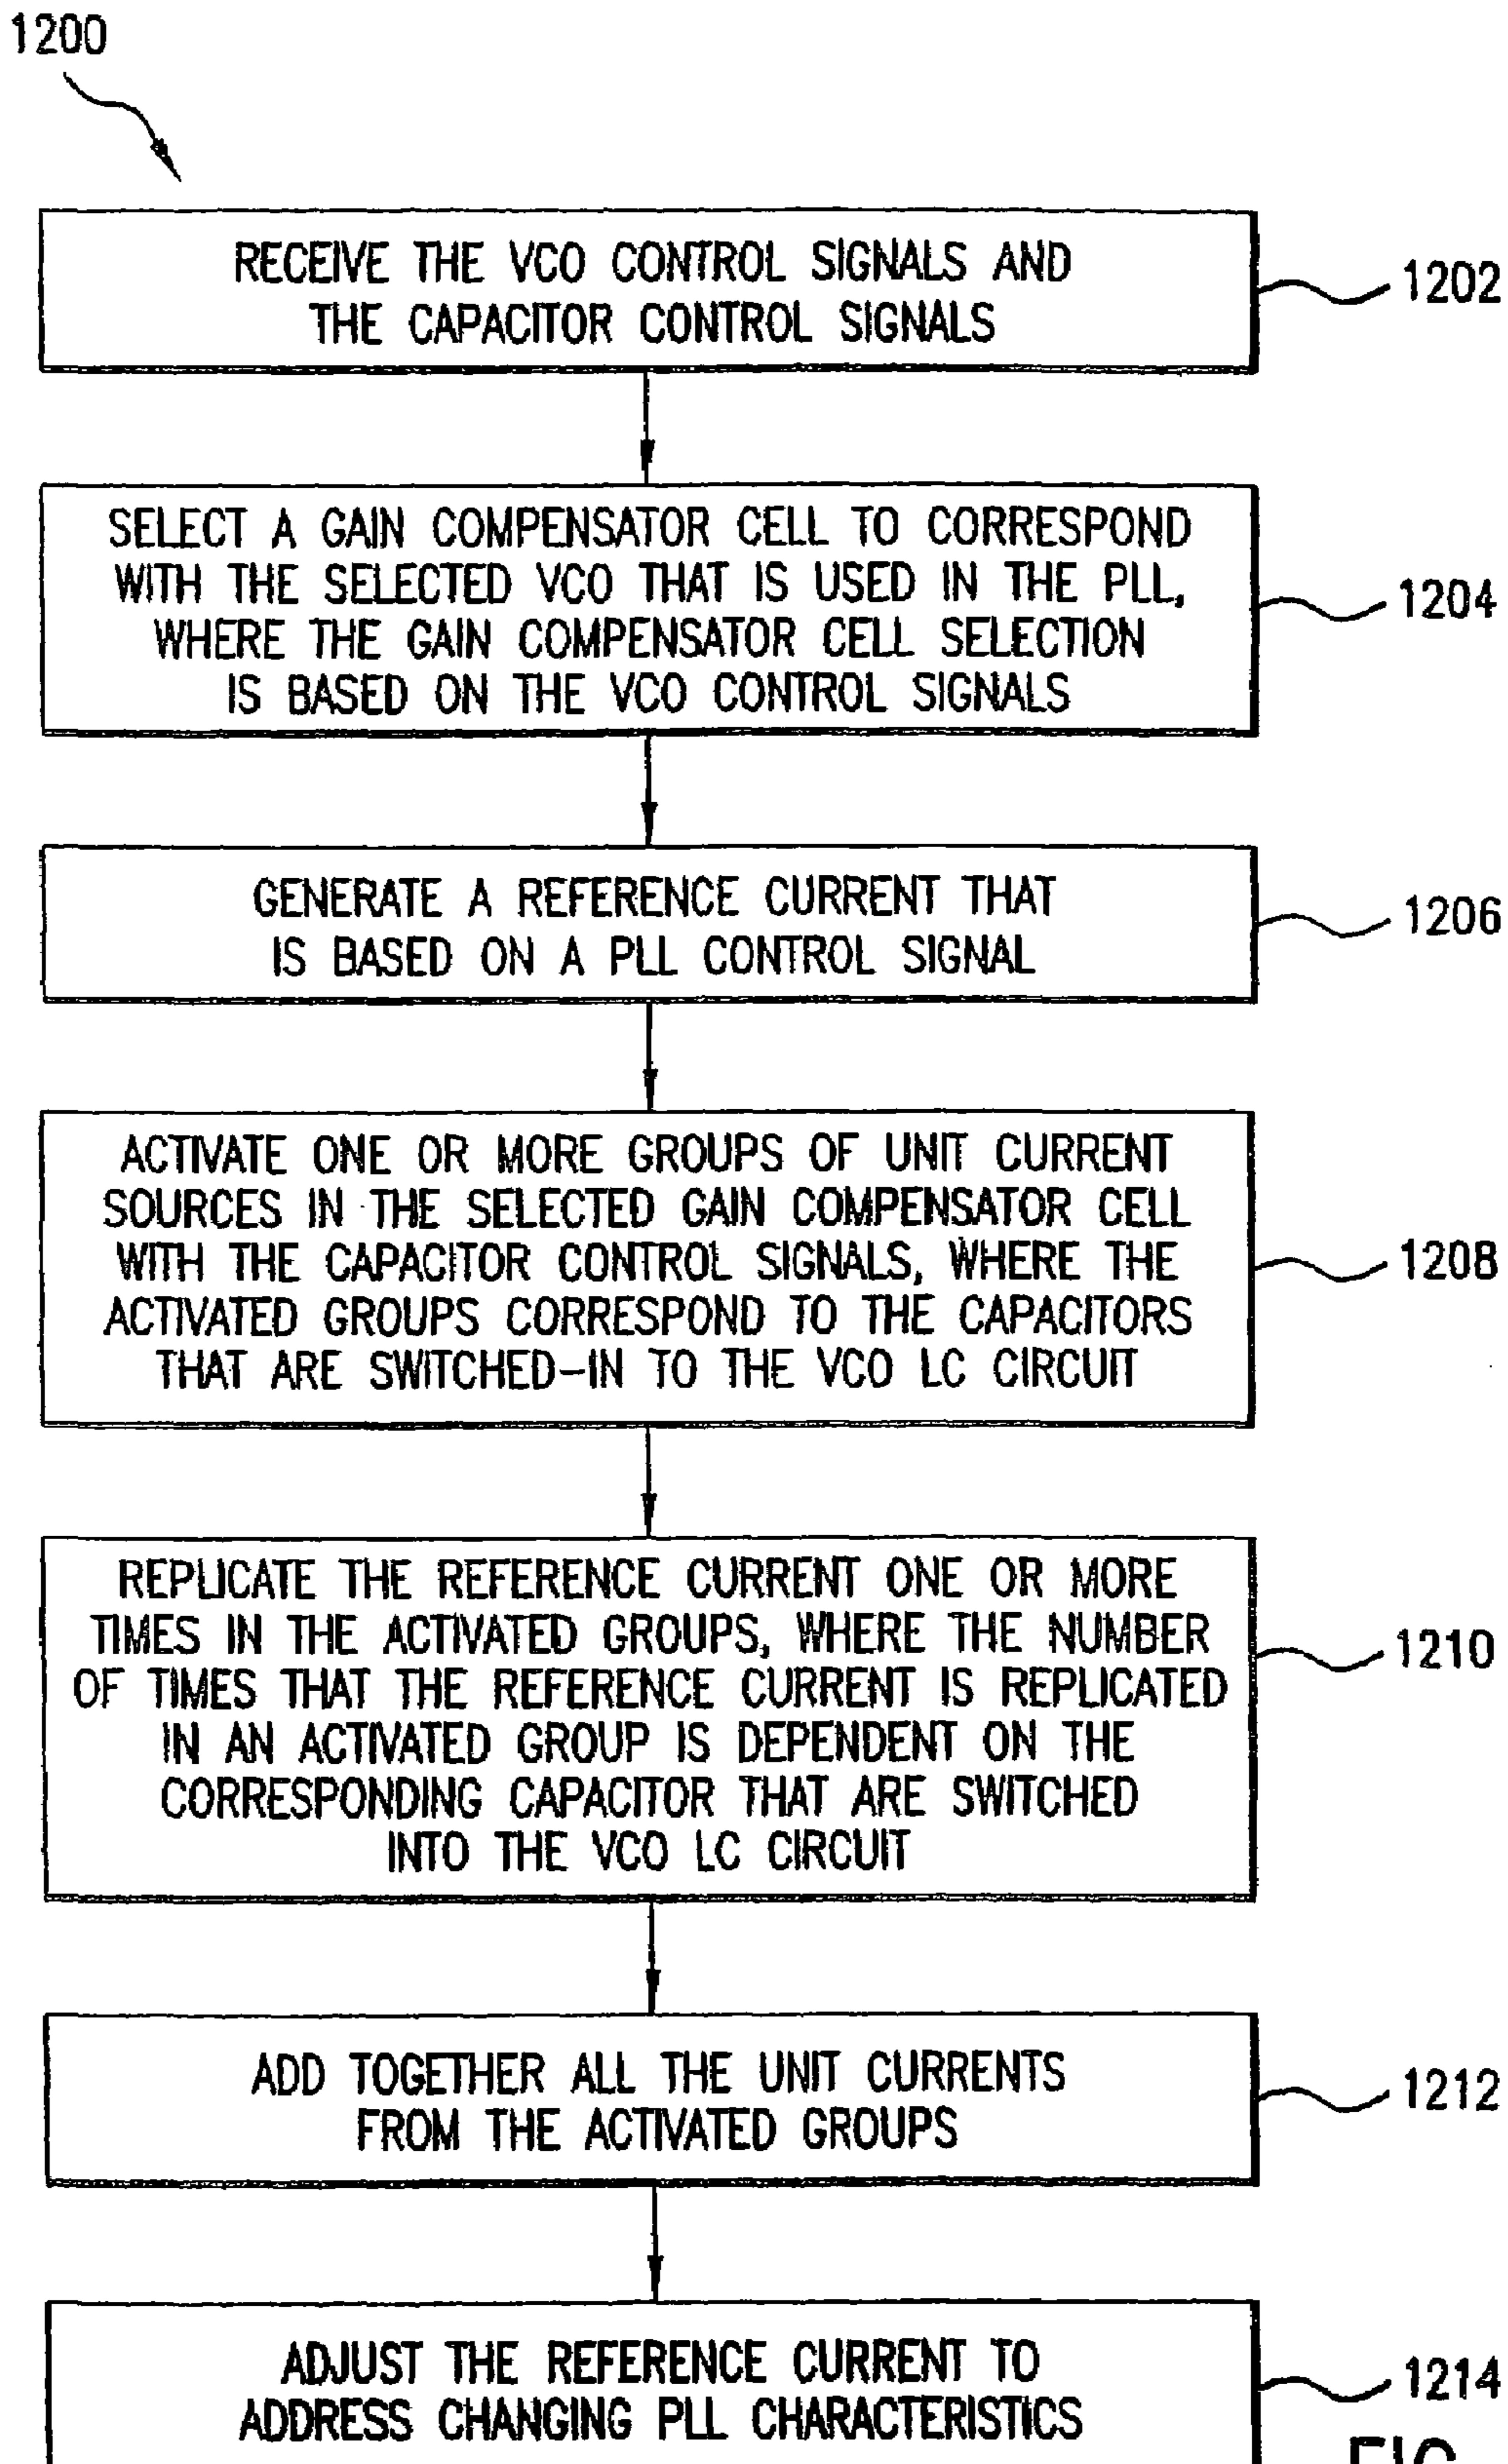 1200
RECEIVE THE VCO CONTROL SIGNALS AND
THE CAPACITOR CONTROL SIGNALS
1202
SELECT A GAIN COMPENSATOR CELL TO CORRESPOND
WITH THE SELECTED VCO THAT IS USED IN THE PLL,
WHERE THE GAIN COMPENSATOR CELL SELECTION
IS BASED ON THE VCO CONTROL SIGNALS
1204
GENERATE A REFERENCE CURRENT THAT
IS BASED ON A PLL CONTROL SIGNAL
1206
ACTIVATE ONE OR MORE GROUPS OF UNIT CURRENT
SOURCES IN THE SELECTED GAIN COMPENSATOR CELL
WITH THE CAPACITOR CONTROL SIGNALS, WHERE THE
ACTIVATED GROUPS CORRESPOND TO THE CAPACITORS
THAT ARE SWITCHED-IN TO THE VCO LC CIRCUIT
1208
REPLICATE THE REFERENCE CURRENT ONE OR MORE
TIMES IN THE ACTIVATED GROUPS, WHERE THE NUMBER
OF TIMES THAT THE REFERENCE CURRENT IS REPLICATED
IN AN ACTIVATED GROUP IS DEPENDENT ON THE
CORRESPONDING CAPACITOR THAT ARE SWITCHED
INTO THE VCO LC CIRCUIT
1210
ADD TOGETHER ALL THE UNIT CURRENTS
FROM THE ACTIVATED GROUPS
1212
ADJUST THE REFERENCE CURRENT TO
ADDRESS CHANGING PLL CHARACTERISTICS
1214
FIG